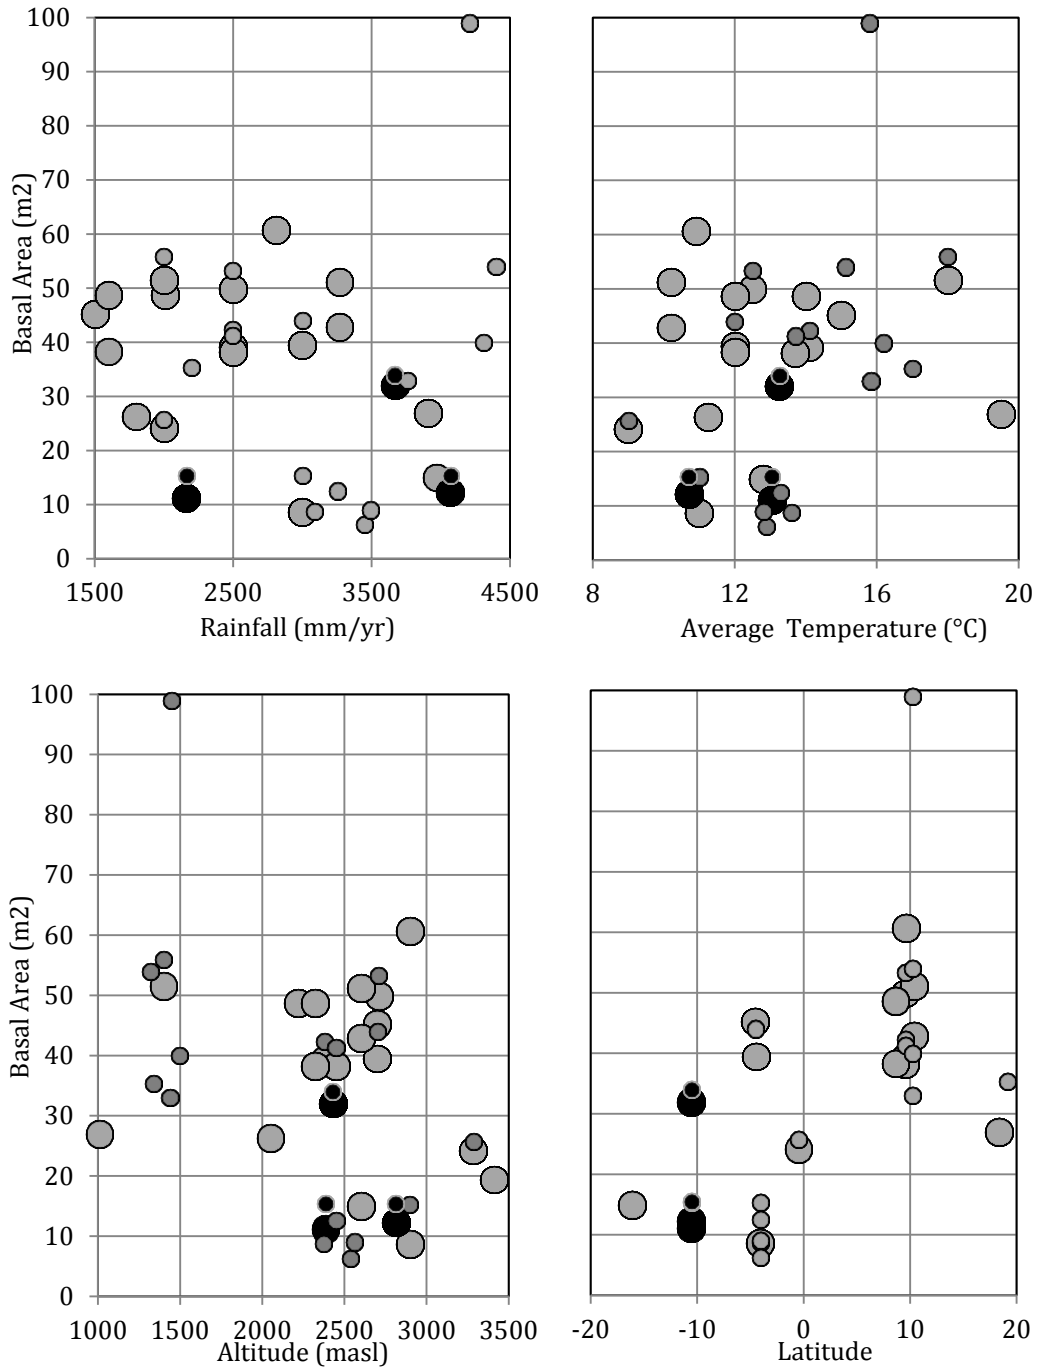 100
90
80
70
60
50
40
30
20
10
0
Basal Area (m2)
1500 2500 3500 4500
Rainfall (mm/yr)
8 12 16 20
Average Temperature (°C)
100
90
80
70
60
50
40
30
20
10
0
Basal Area (m2)
1000 1500 2000 2500 3000 3500
Altitude (masl)
-20 -10 0 10 20
Latitude